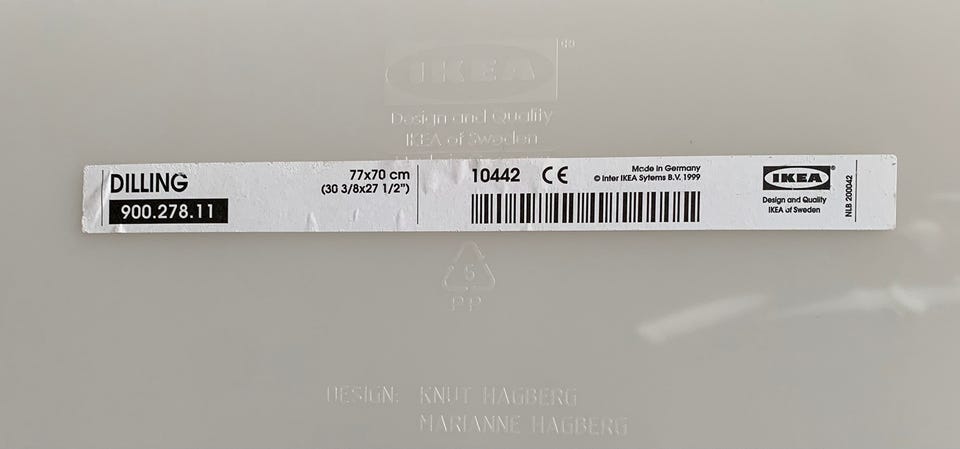 IKEA ®
Design and Quality
IKEA of Sweden
DILLING
900.278.11
77x70 cm
(30 3/8x27 1/2")
10442 CE
Made in Germany
© Inter IKEA Sytems B.V. 1999
IKEA ®
Design and Quality
IKEA of Sweden
NLB 200042
5
PP
DESIGN: KNUT HAGBERG
MARIANNE HAGBERG